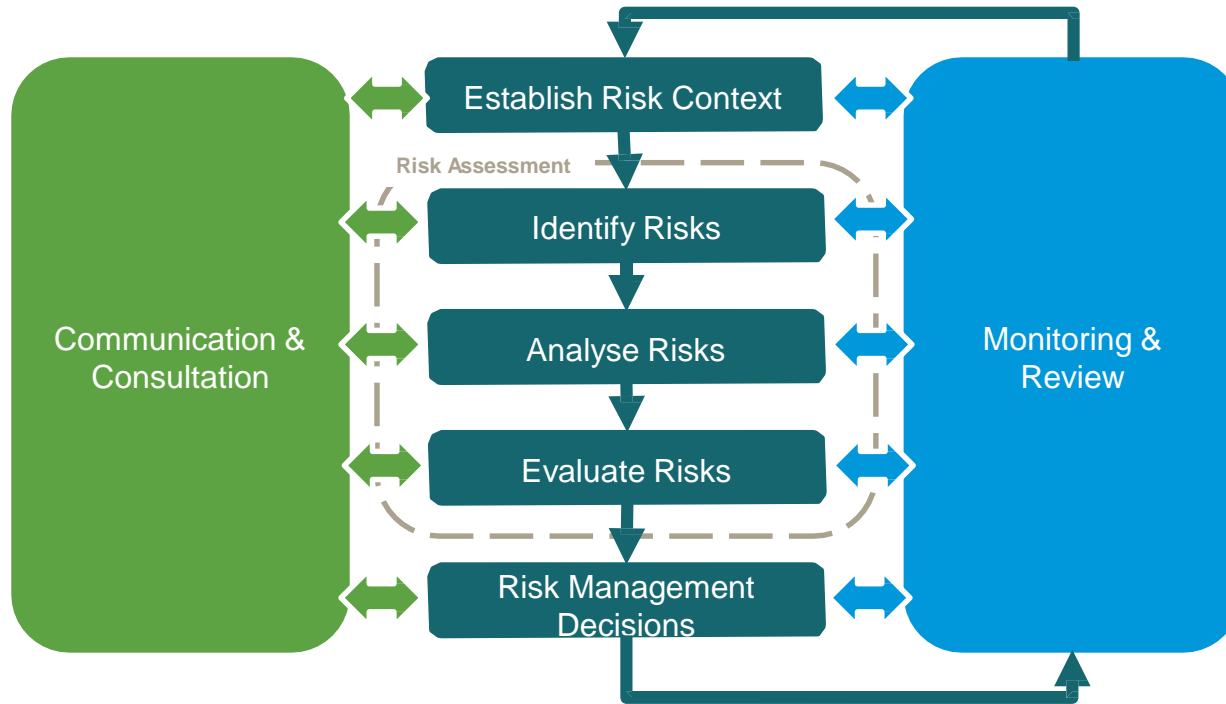 Establish Risk Context
Risk Assessment
Identify Risks
Communication &
Consultation
Analyse Risks
Monitoring &
Review
Evaluate Risks
Risk Management
Decisions